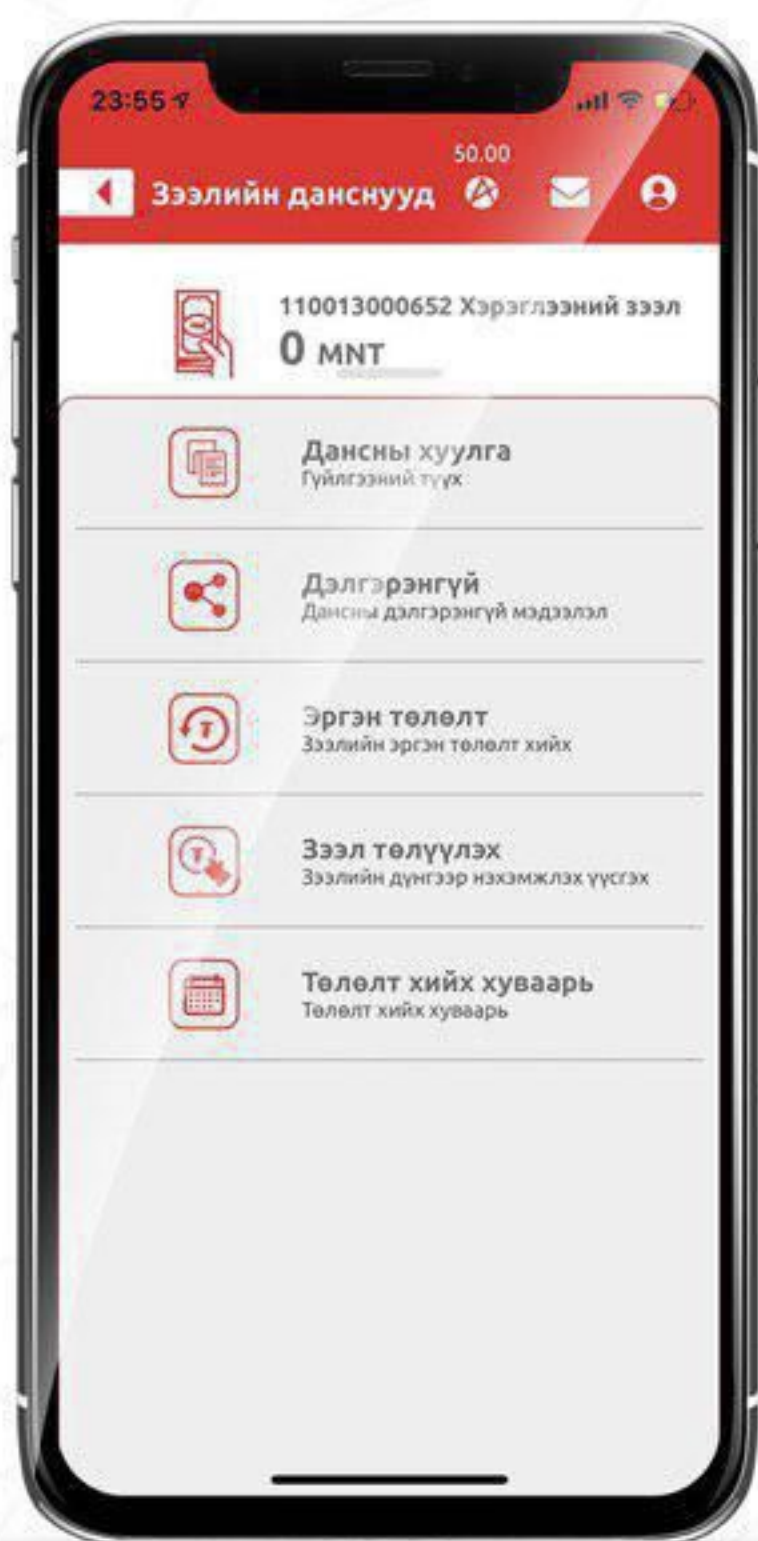 23:55
50.00
Зээлийн данснууд
110013000652 Хэрэглээний зээл
0 MNT
Дансны хуулга
Гүйлгээний түүх
Дэлгэрэнгүй
Дансны дэлгэрэнгүй мэдээлэл
Эргэн төлөлт
Зээлийн эргэн төлөлт хийх
Зээл төлүүлэх
Зээлийн дүнгээр нэхэмжлэх үүсгэх
Төлөлт хийх хуваарь
Төлөлт хийх хуваарь